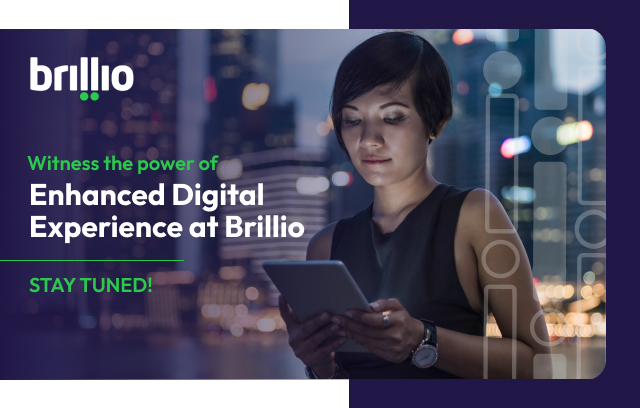 brillio
Witness the power of
Enhanced Digital
Experience at Brillio
STAY TUNED!